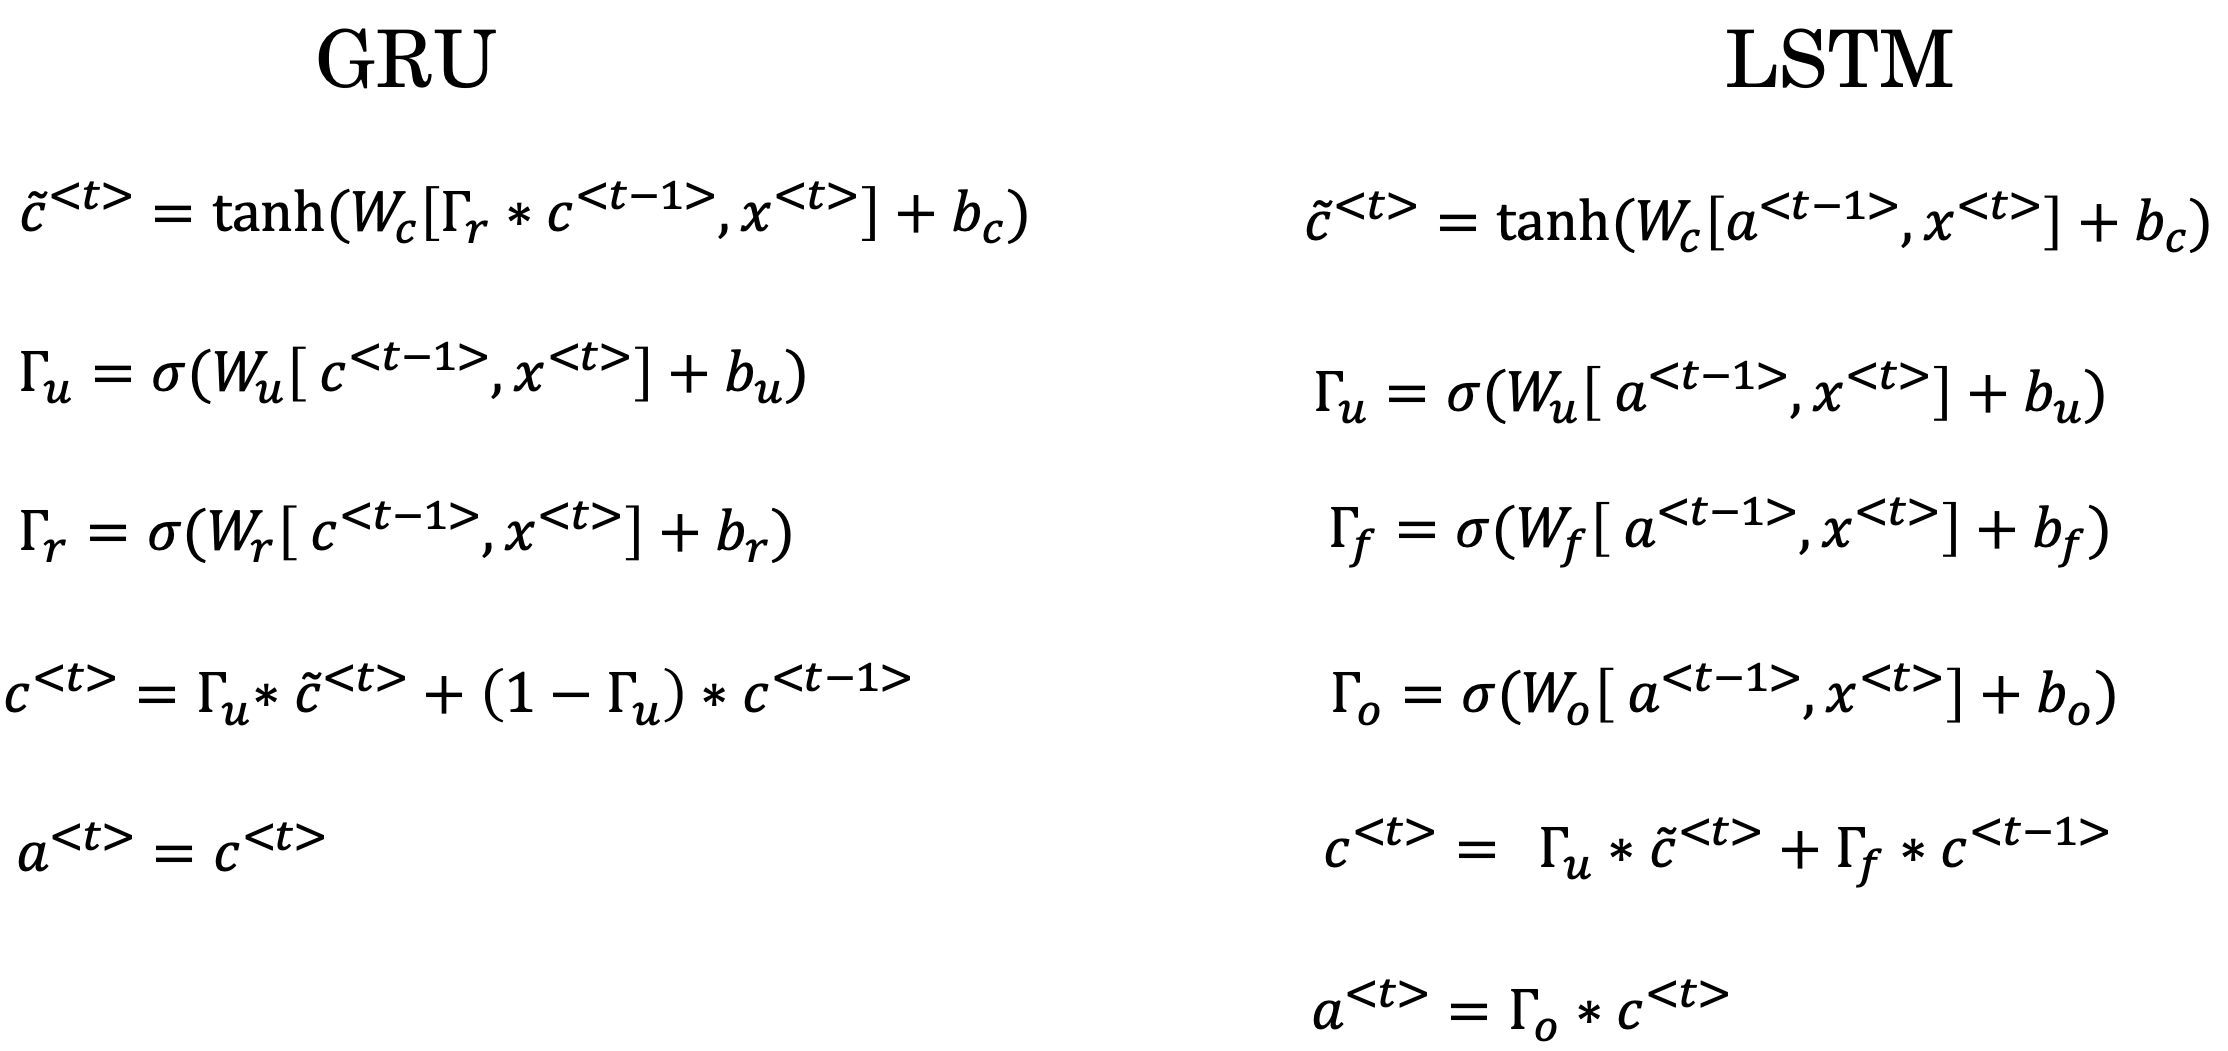 GRU
c̃^{<t>} = tanh(W_c[Γ_r * c^{<t−1>}, x^{<t>}] + b_c)
Γ_u = σ(W_u[ c^{<t−1>}, x^{<t>}] + b_u)
Γ_r = σ(W_r[ c^{<t−1>}, x^{<t>}] + b_r)
c^{<t>} = Γ_u * c̃^{<t>} + (1 − Γ_u) * c^{<t−1>}
a^{<t>} = c^{<t>}
LSTM
c̃^{<t>} = tanh(W_c[a^{<t−1>}, x^{<t>}] + b_c)
Γ_u = σ(W_u[ a^{<t−1>}, x^{<t>}] + b_u)
Γ_f = σ(W_f[ a^{<t−1>}, x^{<t>}] + b_f)
Γ_o = σ(W_o[ a^{<t−1>}, x^{<t>}] + b_o)
c^{<t>} = Γ_u * c̃^{<t>} + Γ_f * c^{<t−1>}
a^{<t>} = Γ_o * c^{<t>}